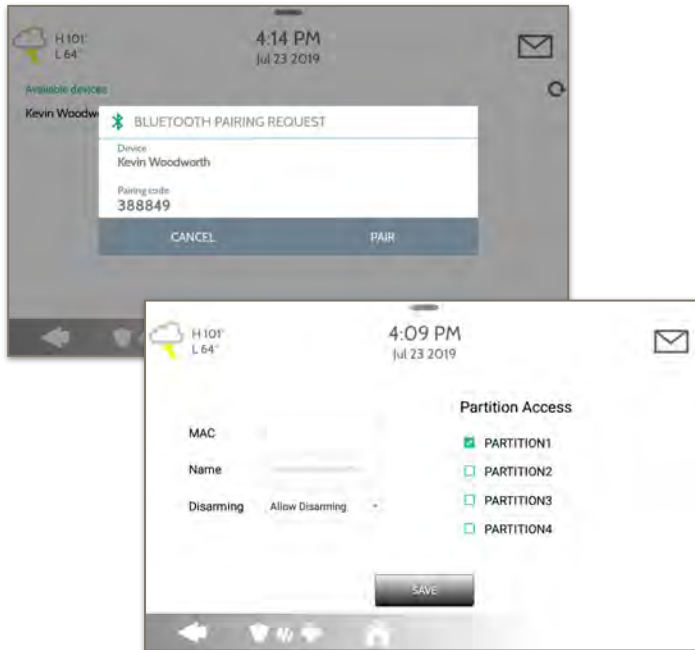 H 101°
L 64°
4:14 PM
Jul 23 2019
Available devices
Kevin Woodw
BLUETOOTH PAIRING REQUEST
Device
Kevin Woodworth
Pairing code
388849
CANCEL
PAIR
H 101°
L 64°
4:09 PM
Jul 23 2019
Partition Access
MAC
PARTITION1
Name
PARTITION2
Disarming
Allow Disarming
PARTITION3
PARTITION4
SAVE